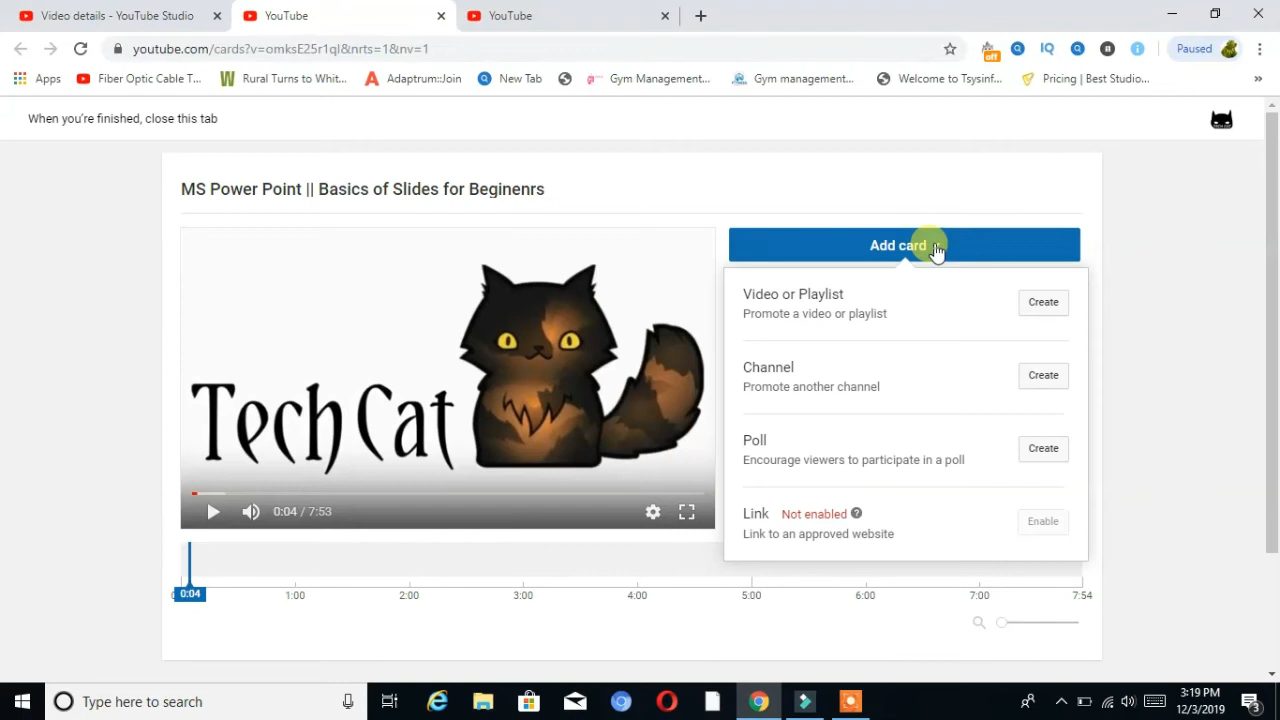 Video details - YouTube Studio
YouTube
YouTube
youtube.com/cards?v=omksE25r1qI&nrts=1&nv=1
off
IQ
Paused
Apps
Fiber Optic Cable T...
Rural Turns to Whit...
Adaptrum::Join
New Tab
Gym Management...
Gym management...
Welcome to Tsysinf...
Pricing | Best Studio...
When you're finished, close this tab
MS Power Point || Basics of Slides for Beginenrs
Add card
Video or Playlist
Promote a video or playlist
Create
Channel
Promote another channel
Create
Poll
Encourage viewers to participate in a poll
Create
Link Not enabled
Link to an approved website
Enable
Tech Cat
0:04 / 7:53
0:04
1:00
2:00
3:00
4:00
5:00
6:00
7:00
7:54
Type here to search
3:19 PM
12/3/2019
3